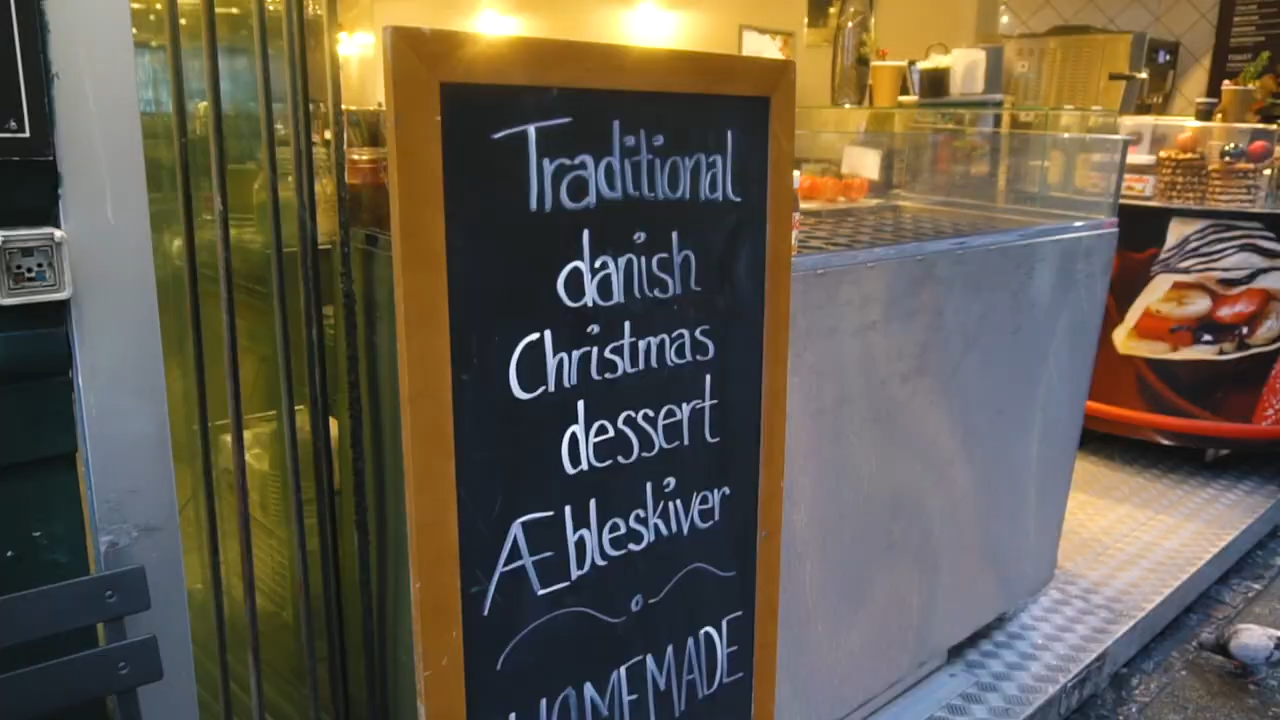 Traditional
danish
Christmas
dessert
Æbleskiver
HOMEMADE